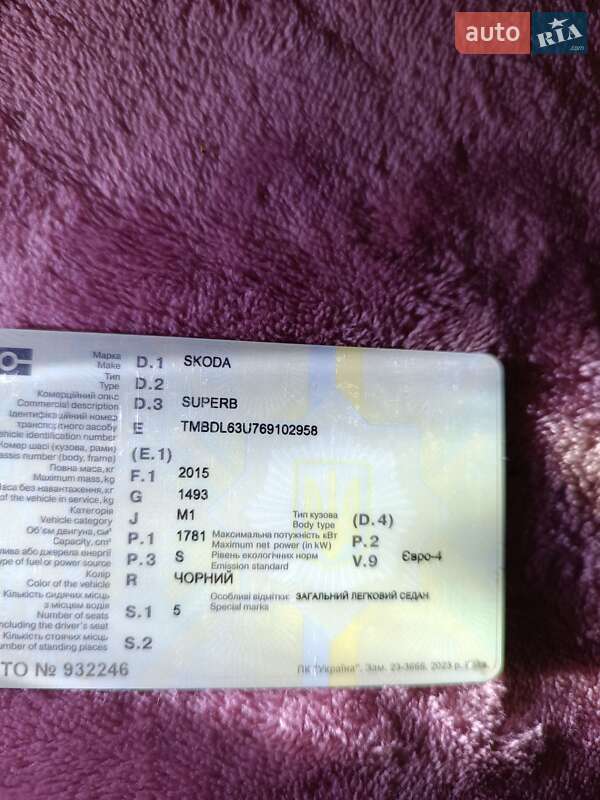 auto RIA.com
Марка
Make D.1 SKODA
Тип
Type D.2
Комерційний опис
Commercial description D.3 SUPERB
Ідентифікаційний номер
транспортного засобу E TMBDL63U769102958
vehicle identification number
Номер шасі (кузова, рами) (E.1)
chassis number (body, frame)
Повна маса, кг F.1 2015
Maximum mass, kg
Маса без навантаження, кг G 1493
of the vehicle in service, kg
Категорія J M1 Тип кузова (D.4)
Vehicle category Body type
Об'єм двигуна, см³ P.1 1781 Максимальна потужність кВт P.2
Capacity, cm³ Maximum net power (in kW)
лива або джерела енергії P.3 S Рівень екологічних норм V.9 Євро-4
type of fuel or power source Emission standard
Колір R ЧОРНИЙ
Color of the vehicle
Кількість сидячих місць Особливі відмітки: ЗАГАЛЬНИЙ ЛЕГКОВИЙ СЕДАН
з місцем водія S.1 5 Special marks
Number of seats
including the driver's seat
Кількість стоячих місць S.2
Number of standing places
ТО № 932246 ПК "Україна". Зам. 23-3666. 2023 р.